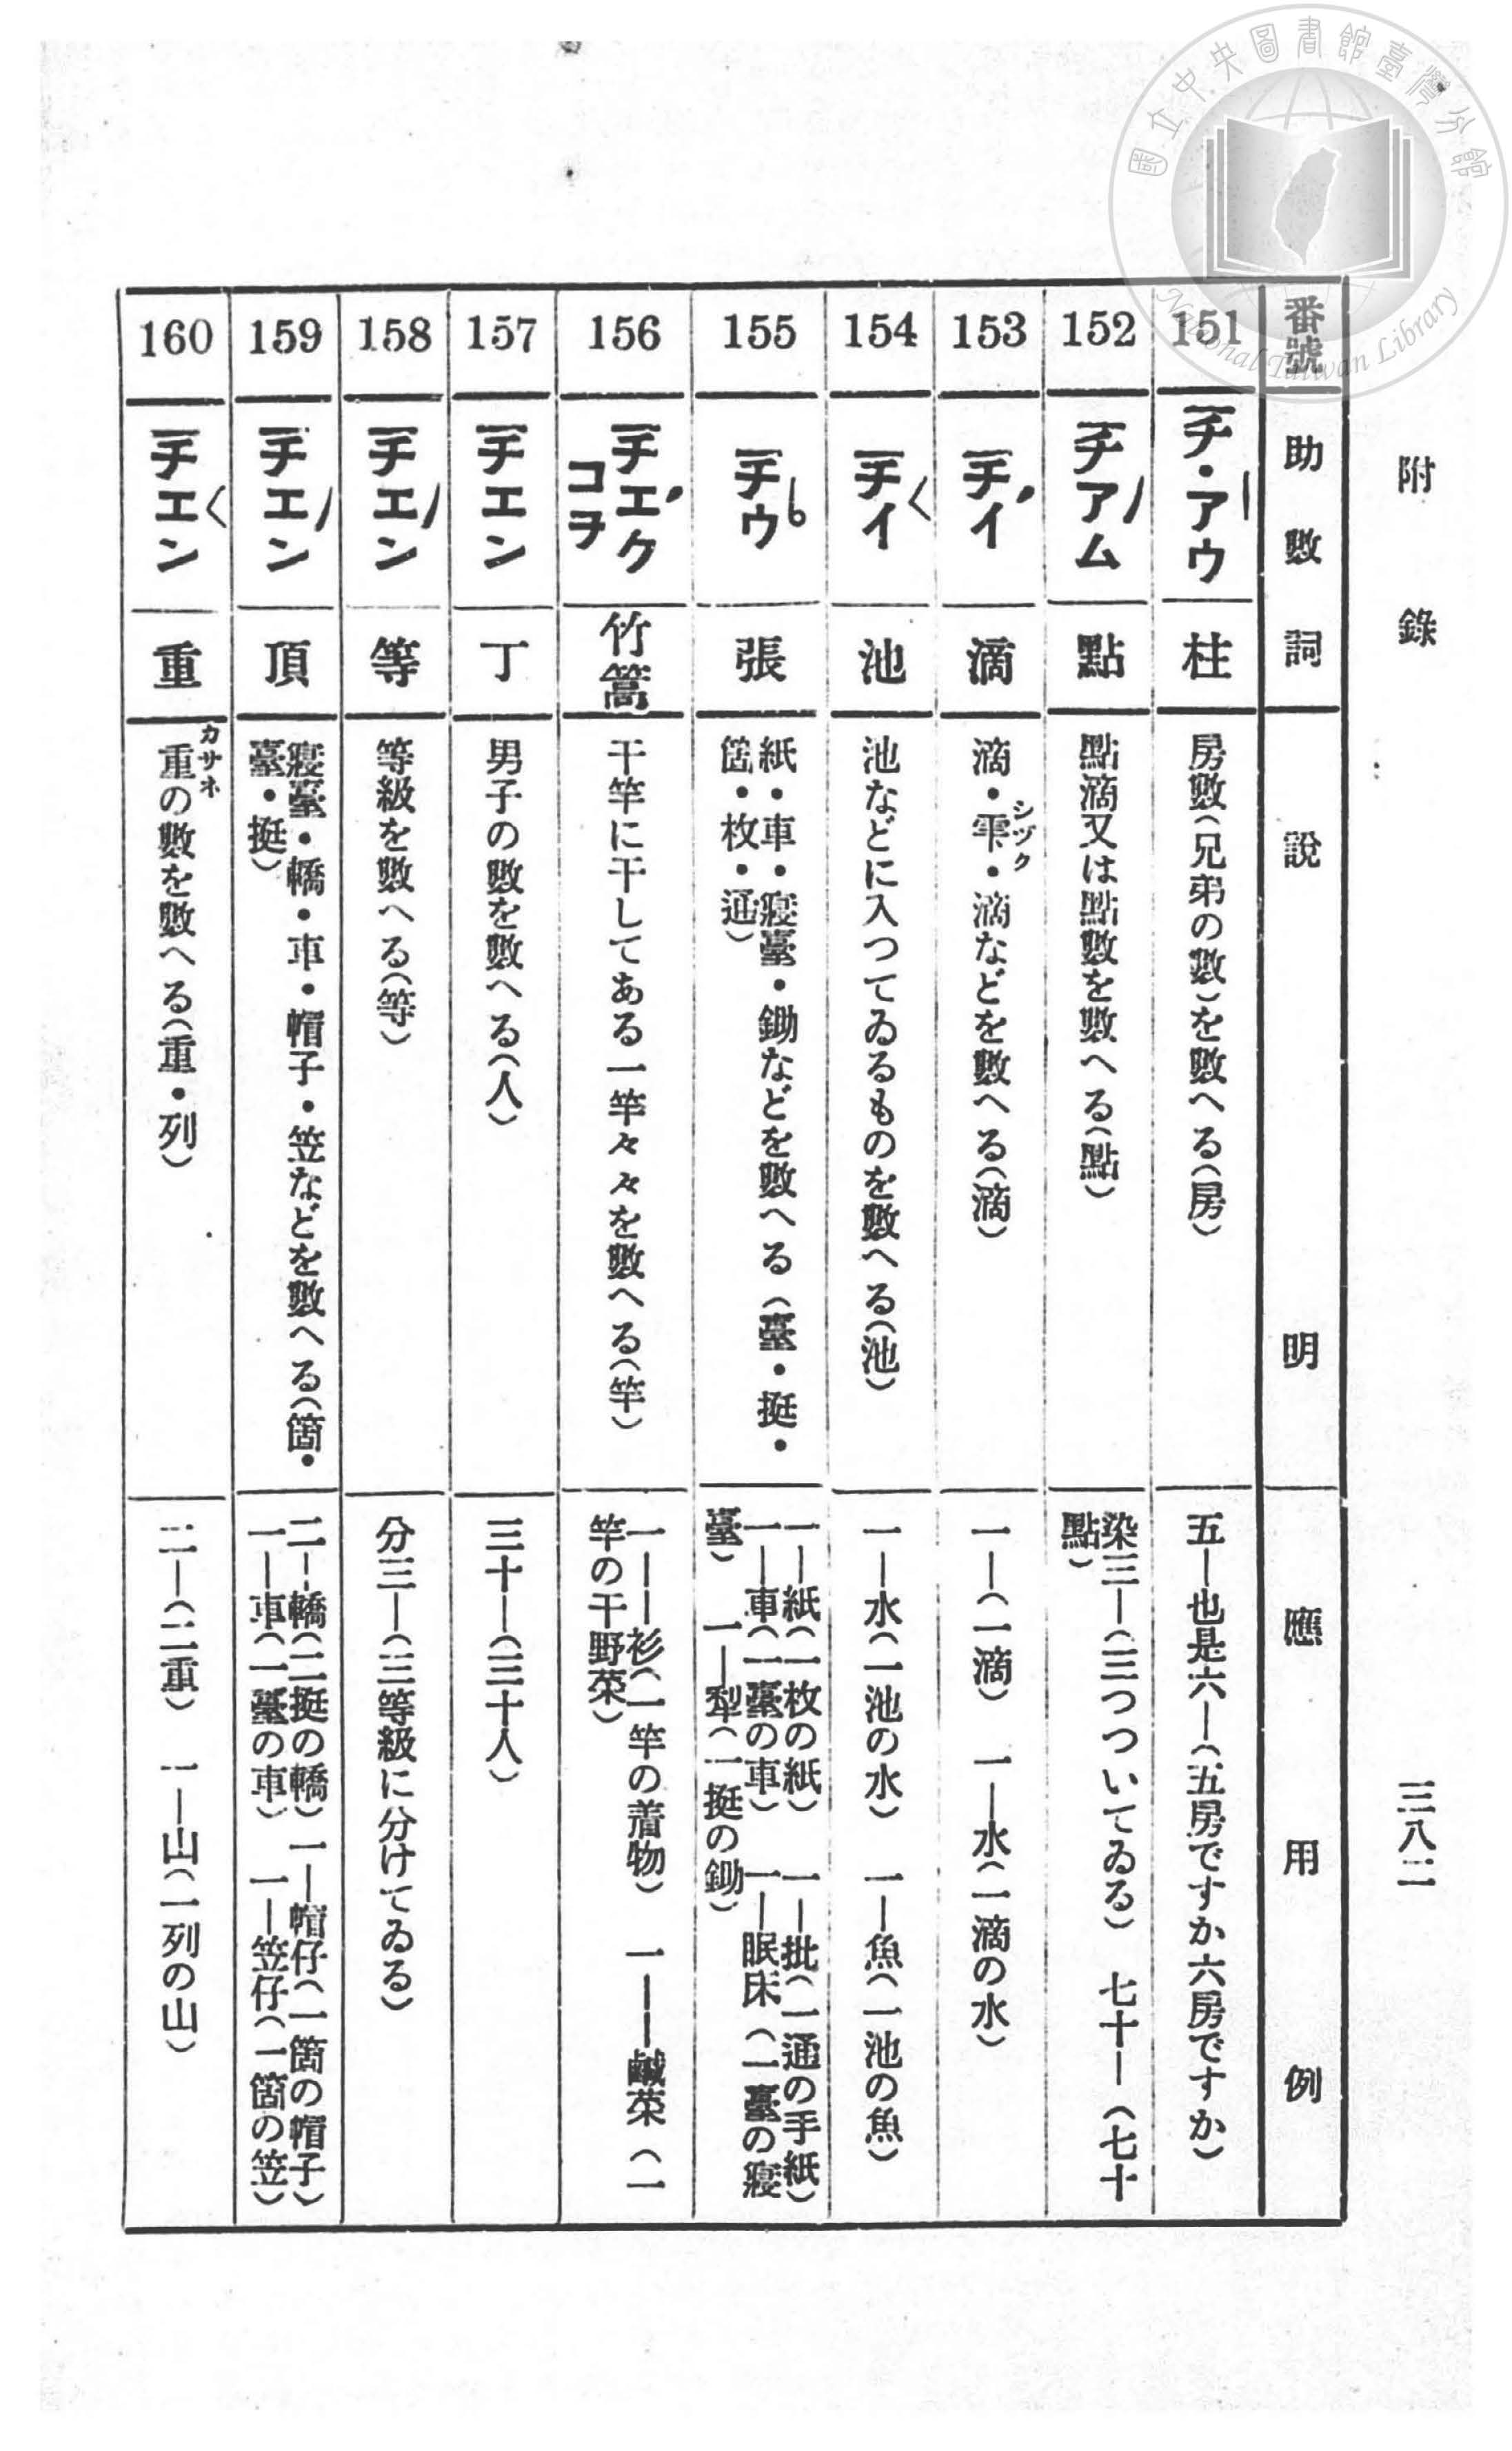 國立中央圖書館臺灣分館
National Taiwan Library
附錄
三八二
番號 助數詞 說明 應用例
151 チ・アウ 柱 房數(兄弟の數)を數へる(房) 五―也是六―(五房ですか六房ですか)
152 チアム 點 點滴又は點數を數へる(點) 染三―(三つついてゐる) 七十―(七十
點)
153 チイ 滴 滴・雫・滴などを數へる(滴) 一―(一滴) 一―水(一滴の水)
シヅク
154 チイ 池 池などに入つてゐるものを數へる(池) 一―水(一池の水) 一―魚(一池の魚)
155 チウ 張 紙・車・寢臺・鋤などを數へる(臺・挺・
箇・枚・通)
一―紙(一枚の紙) 一―批(一通の手紙)
一―車(一臺の車) 一―眠床(一臺の寢
臺) 一―犁(一挺の鋤)
156 チエク
コヲ
竹篙 干竿に干してある一竿々々を數へる(竿) 一――衫(一竿の着物) 一――鹹菜(一
竿の干野菜)
157 チエン 丁 男子の數を數へる(人) 三十―(三十人)
158 チエン 等 等級を數へる(等) 分三―(三等級に分けてゐる)
159 チエン 頂 寢臺・轎・車・帽子・笠などを數へる(箇・
臺・挺)
二―轎(二挺の轎) 一―帽仔(一箇の帽子)
一―車(一臺の車) 一―笠仔(一箇の笠)
160 チエン 重 重の數を數へる(重・列) 二―(二重) 一―山(一列の山)
カサネ